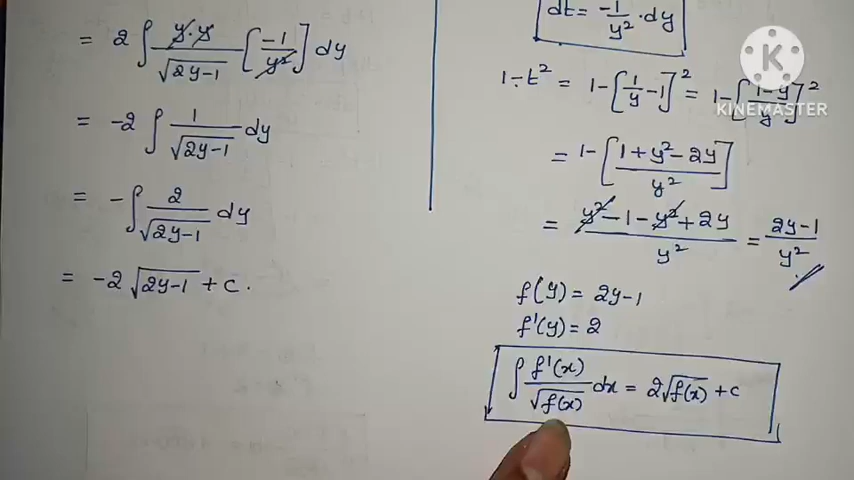 = 2 ∫ y·y / √(2y-1) [-1/y²] dy
= -2 ∫ 1 / √(2y-1) dy
= -∫ 2 / √(2y-1) dy
= -2 √(2y-1) + c.
dt = -1/y² · dy
1 - t² = 1-[1/y -1]² = 1-[(1-y)/y]²
= 1-[(1+y²-2y)/y²]
= (y²-1-y²+2y)/y² = (2y-1)/y²
f(y) = 2y-1
f'(y) = 2
∫ f'(x)/√f(x) dx = 2√f(x) + c
K
KINEMASTER